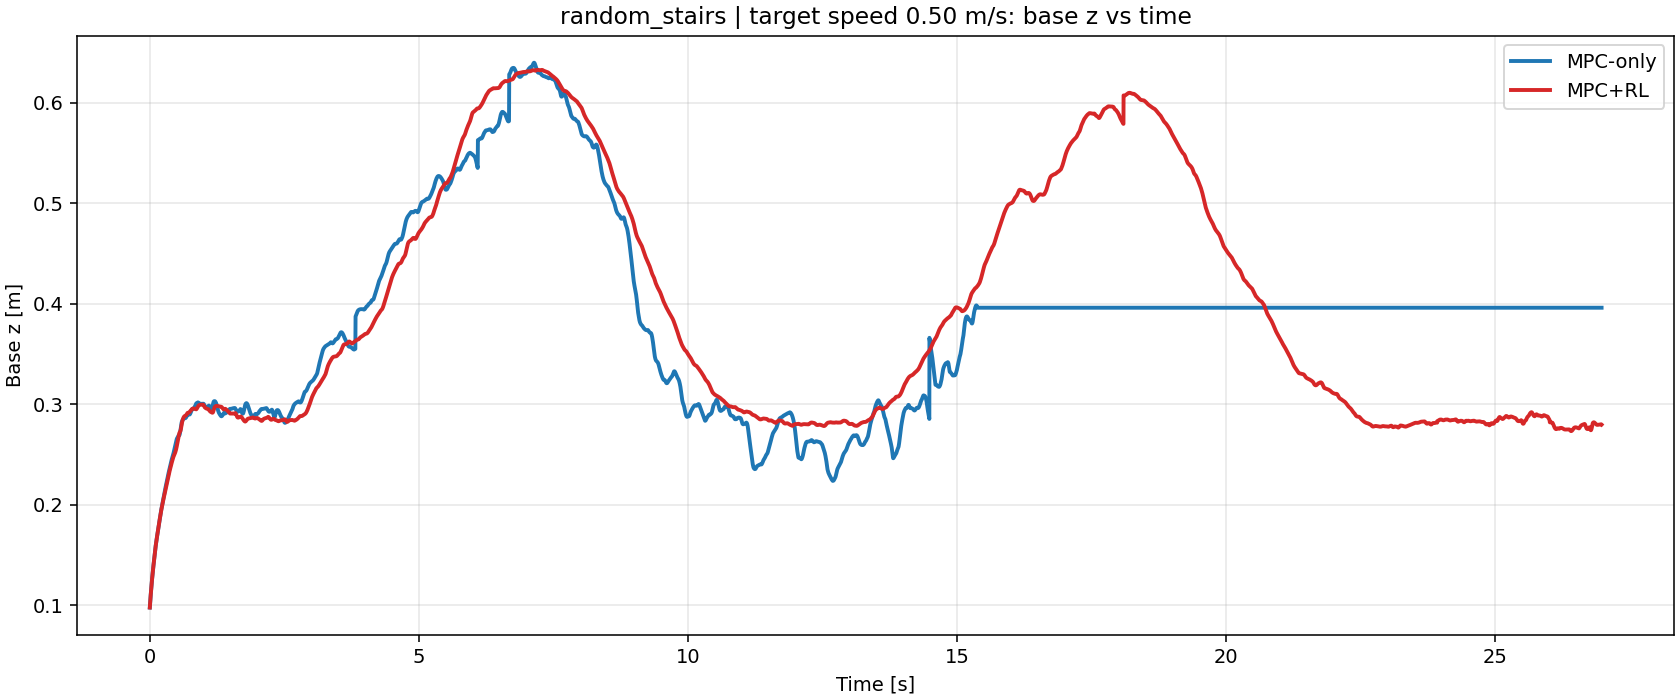 random_stairs | target speed 0.50 m/s: base z vs time
MPC-only
MPC+RL
Base z [m]
0.6
0.5
0.4
0.3
0.2
0.1
0 5 10 15 20 25
Time [s]